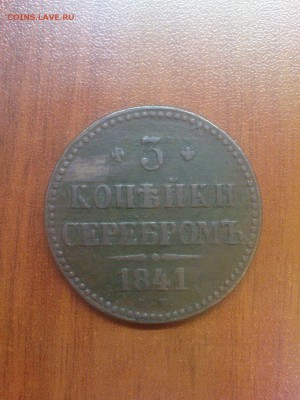 COINS.LAVE.RU
3
КОПѢЙКИ
СЕРЕБРОМЪ
1841